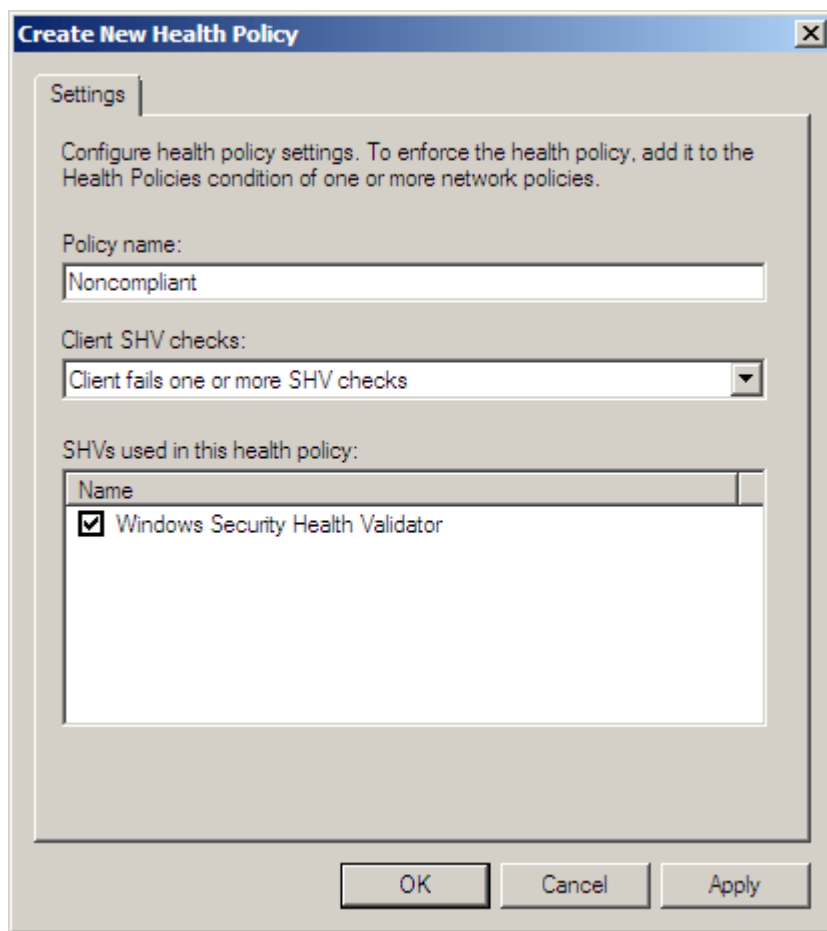 Create New Health Policy
Settings
Configure health policy settings. To enforce the health policy, add it to the
Health Policies condition of one or more network policies.
Policy name:
Noncompliant
Client SHV checks:
Client fails one or more SHV checks
SHVs used in this health policy:
Name
Windows Security Health Validator
OK Cancel Apply